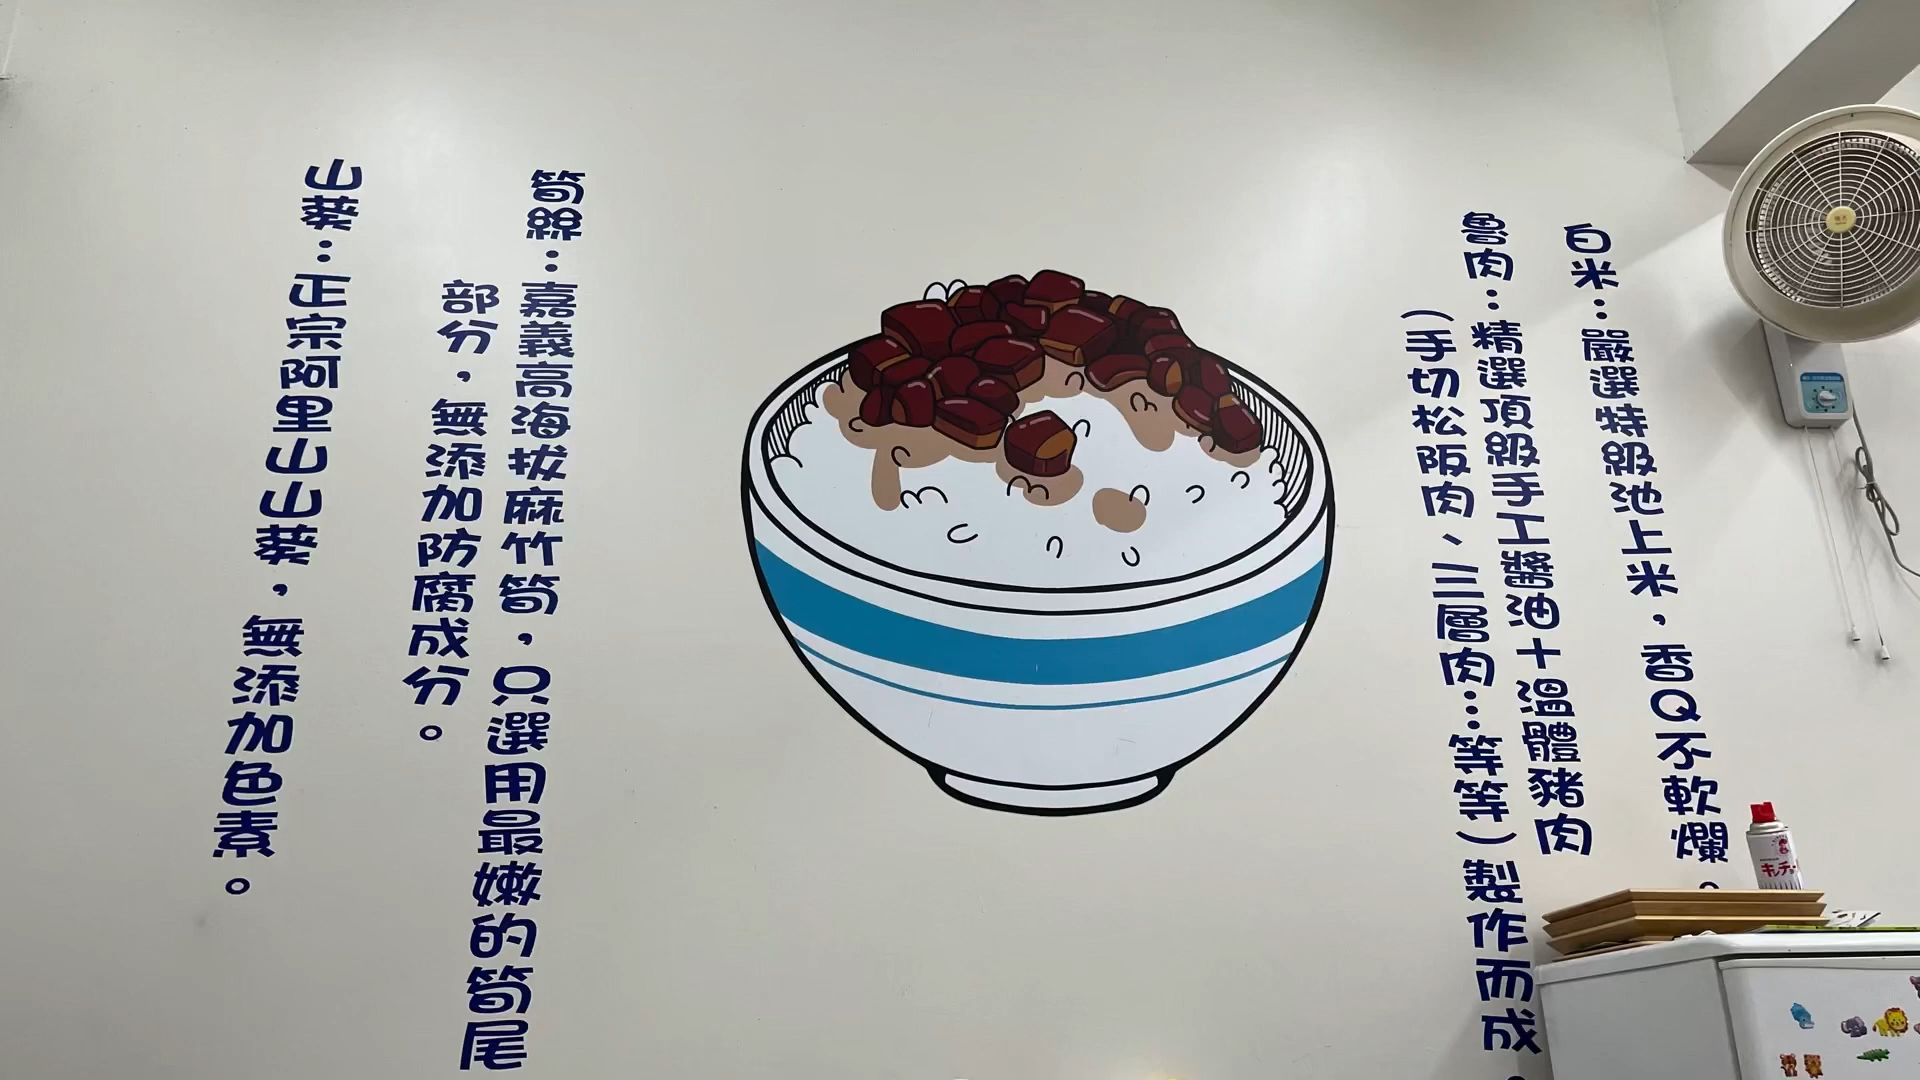 白米：嚴選特級池上米，香Q不軟爛。
魯肉：精選頂級手工醬油＋溫體豬肉
（手切松阪肉、三層肉…等等）製作而成。
筍絲：嘉義高海拔麻竹筍，只選用最嫩的筍尾
部分，無添加防腐成分。
山葵：正宗阿里山山葵，無添加色素。